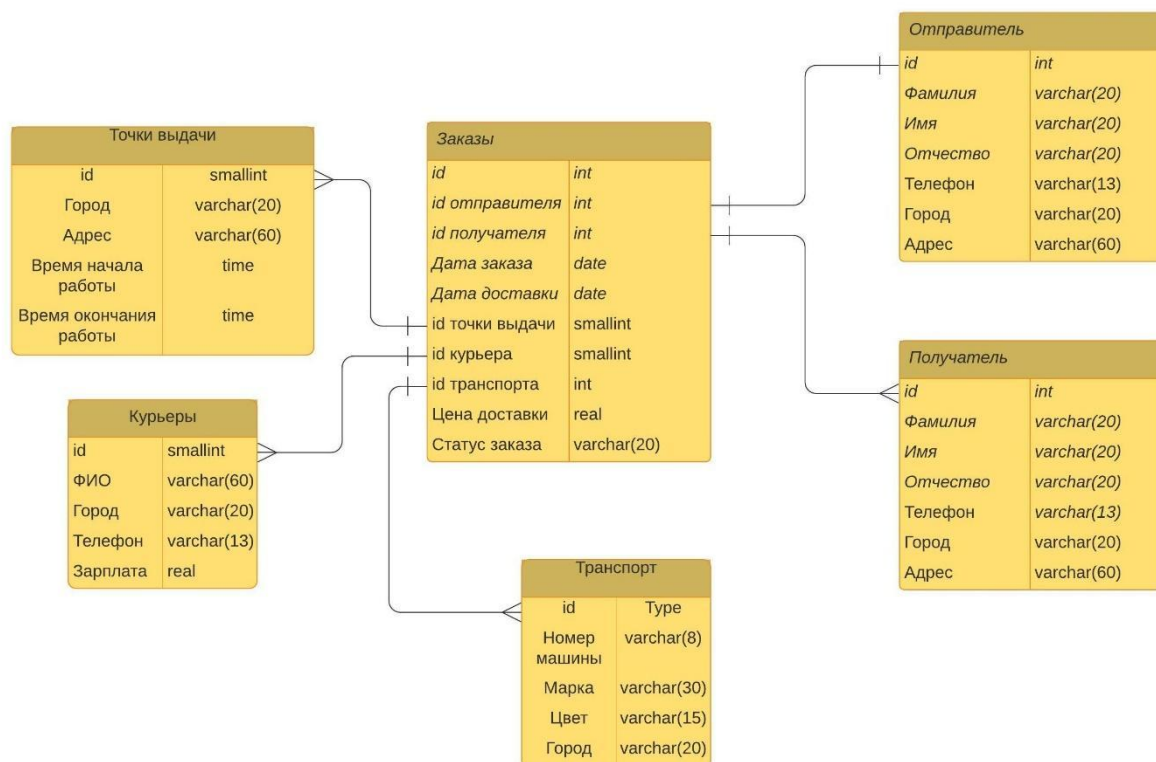 Точки выдачи
id smallint
Город varchar(20)
Адрес varchar(60)
Время начала time
работы
Время окончания time
работы
Курьеры
id smallint
ФИО varchar(60)
Город varchar(20)
Телефон varchar(13)
Зарплата real
Заказы
id int
id отправителя int
id получателя int
Дата заказа date
Дата доставки date
id точки выдачи smallint
id курьера smallint
id транспорта int
Цена доставки real
Статус заказа varchar(20)
Транспорт
id Type
Номер varchar(8)
машины
Марка varchar(30)
Цвет varchar(15)
Город varchar(20)
Отправитель
id int
Фамилия varchar(20)
Имя varchar(20)
Отчество varchar(20)
Телефон varchar(13)
Город varchar(20)
Адрес varchar(60)
Получатель
id int
Фамилия varchar(20)
Имя varchar(20)
Отчество varchar(20)
Телефон varchar(13)
Город varchar(20)
Адрес varchar(60)